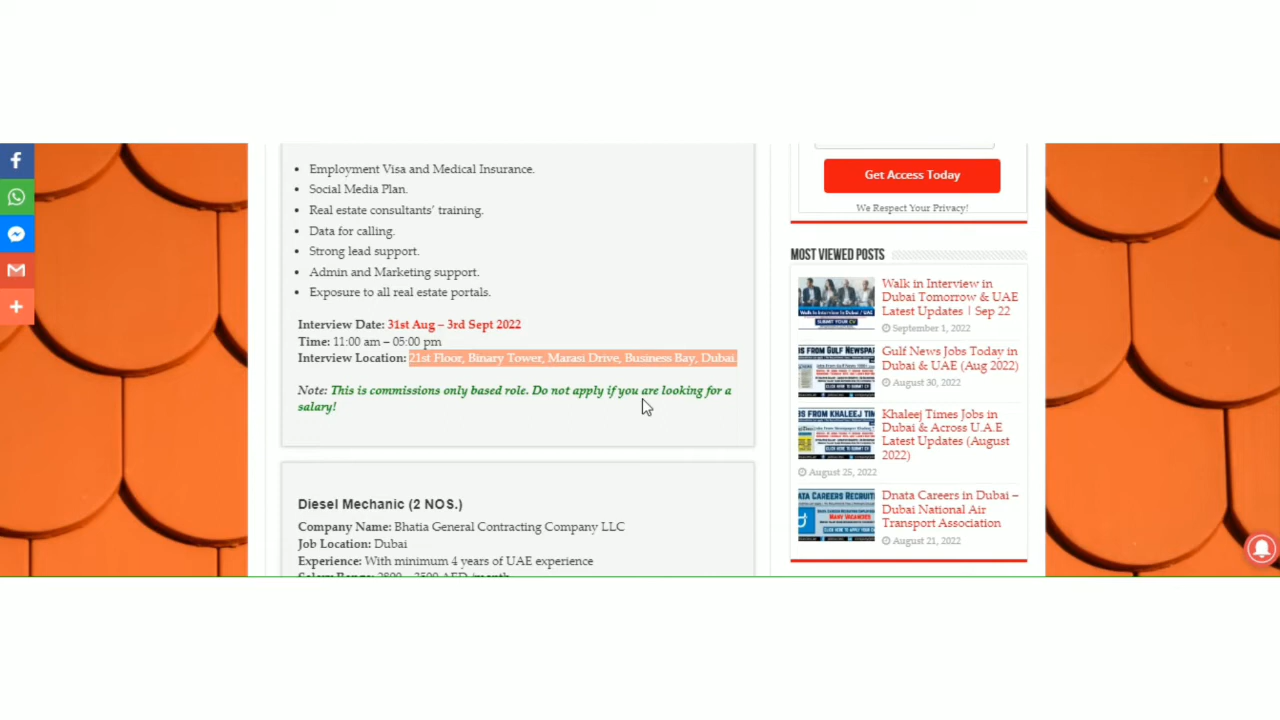 Employment Visa and Medical Insurance.
Social Media Plan.
Real estate consultants' training.
Data for calling.
Strong lead support.
Admin and Marketing support.
Exposure to all real estate portals.
Interview Date: 31st Aug – 3rd Sept 2022
Time: 11:00 am – 05:00 pm
Interview Location: 21st Floor, Binary Tower, Marasi Drive, Business Bay, Dubai.
Note: This is commissions only based role. Do not apply if you are looking for a
salary!
Diesel Mechanic (2 NOS.)
Company Name: Bhatia General Contracting Company LLC
Job Location: Dubai
Experience: With minimum 4 years of UAE experience
Get Access Today
We Respect Your Privacy!
MOST VIEWED POSTS
Walk in Interview in
Dubai Tomorrow & UAE
Latest Updates | Sep 22
September 1, 2022
Gulf News Jobs Today in
Dubai & UAE (Aug 2022)
August 30, 2022
Khaleej Times Jobs in
Dubai & Across U.A.E
Latest Updates (August
2022)
August 25, 2022
Dnata Careers in Dubai –
Dubai National Air
Transport Association
August 21, 2022